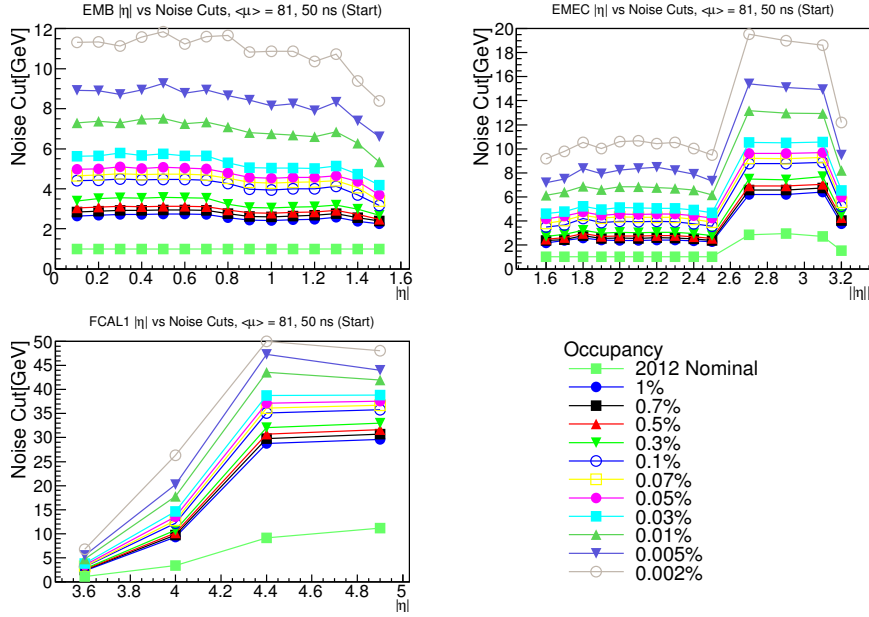 EMB |η| vs Noise Cuts, <μ> = 81, 50 ns (Start)
Noise Cut[GeV]
12
10
8
6
4
2
0
0 0.2 0.4 0.6 0.8 1 1.2 1.4 1.6
|η|
EMEC |η| vs Noise Cuts, <μ> = 81, 50 ns (Start)
Noise Cut[GeV]
20
18
16
14
12
10
8
6
4
2
0
1.6 1.8 2 2.2 2.4 2.6 2.8 3 3.2
||η||
FCAL1 |η| vs Noise Cuts, <μ> = 81, 50 ns (Start)
Noise Cut[GeV]
50
45
40
35
30
25
20
15
10
5
0
3.6 3.8 4 4.2 4.4 4.6 4.8 5
|η|
Occupancy
2012 Nominal
1%
0.7%
0.5%
0.3%
0.1%
0.07%
0.05%
0.03%
0.01%
0.005%
0.002%